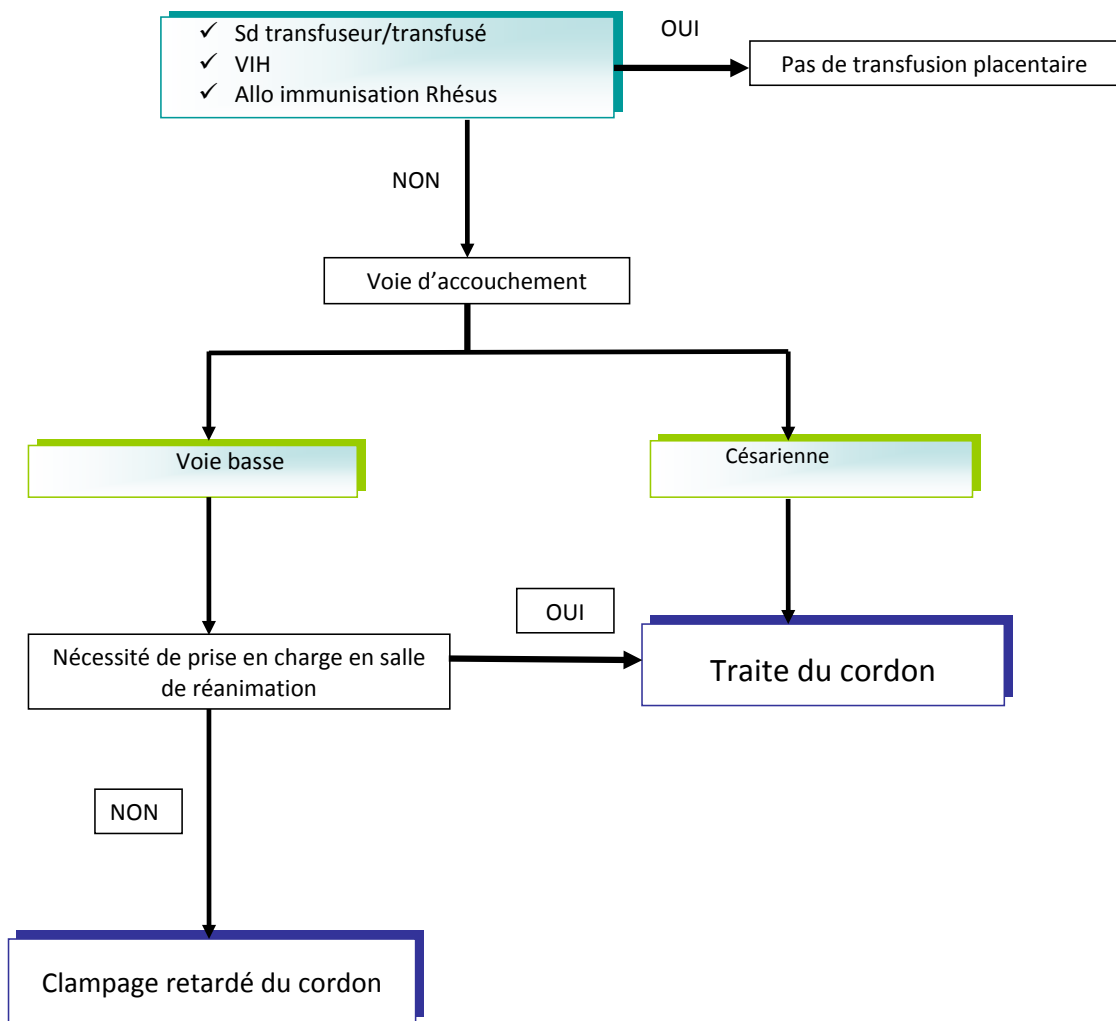 ✓ Sd transfuseur/transfusé
✓ VIH
✓ Allo immunisation Rhésus
OUI
Pas de transfusion placentaire
NON
Voie d’accouchement
Voie basse
Césarienne
Nécessité de prise en charge en salle
de réanimation
OUI
Traite du cordon
NON
Clampage retardé du cordon